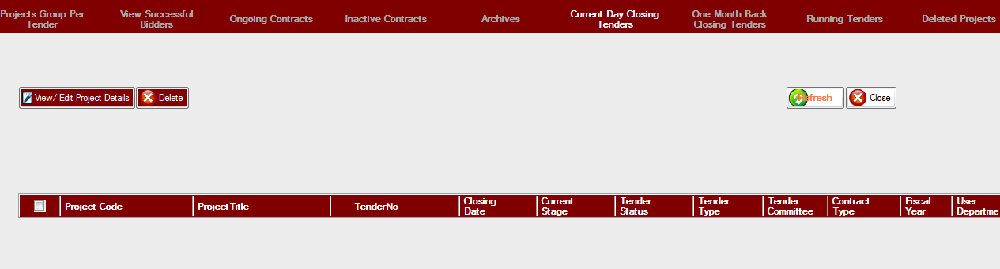 Projects Group Per
Tender
View Successful
Bidders
Ongoing Contracts
Inactive Contracts
Archives
Current Day Closing
Tenders
One Month Back
Closing Tenders
Running Tenders
Deleted Projects
View/ Edit Project Details
Delete
Refresh
Close
Project Code
Project Title
TenderNo
Closing
Date
Current
Stage
Tender
Status
Tender
Type
Tender
Committee
Contract
Type
Fiscal
Year
User
Departme